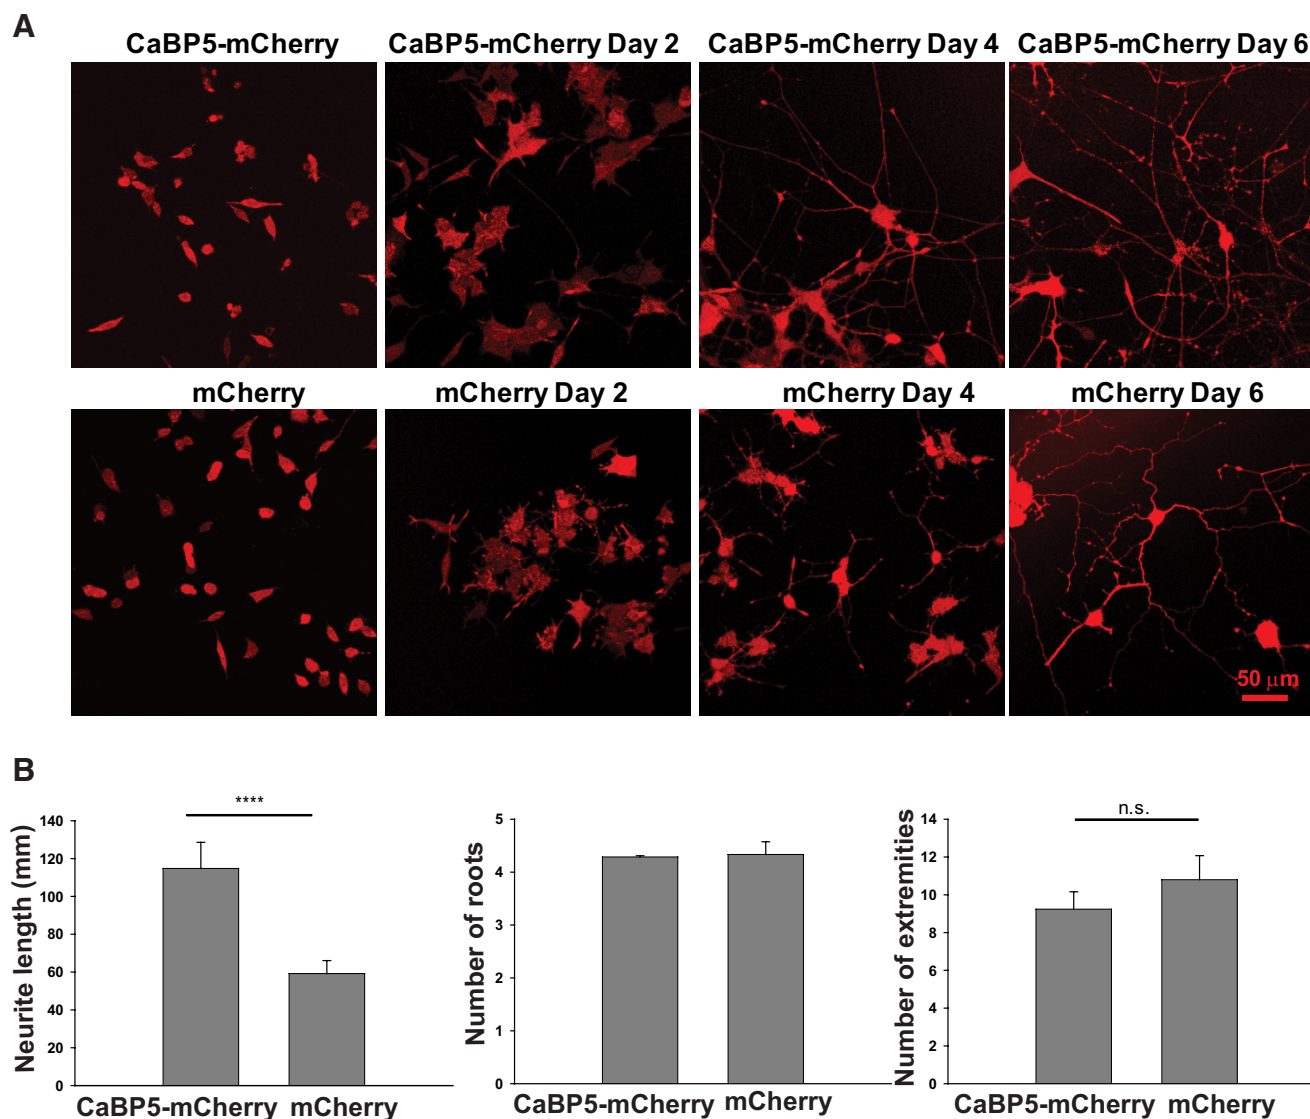 A
CaBP5-mCherry
CaBP5-mCherry Day 2
CaBP5-mCherry Day 4
CaBP5-mCherry Day 6
mCherry
mCherry Day 2
mCherry Day 4
mCherry Day 6
50 μm
B
Neurite length (mm)
140
120
100
80
60
40
20
0
****
CaBP5-mCherry
mCherry
Number of roots
5
4
3
2
1
0
CaBP5-mCherry
mCherry
Number of extremities
14
12
10
8
6
4
2
0
n.s.
CaBP5-mCherry
mCherry